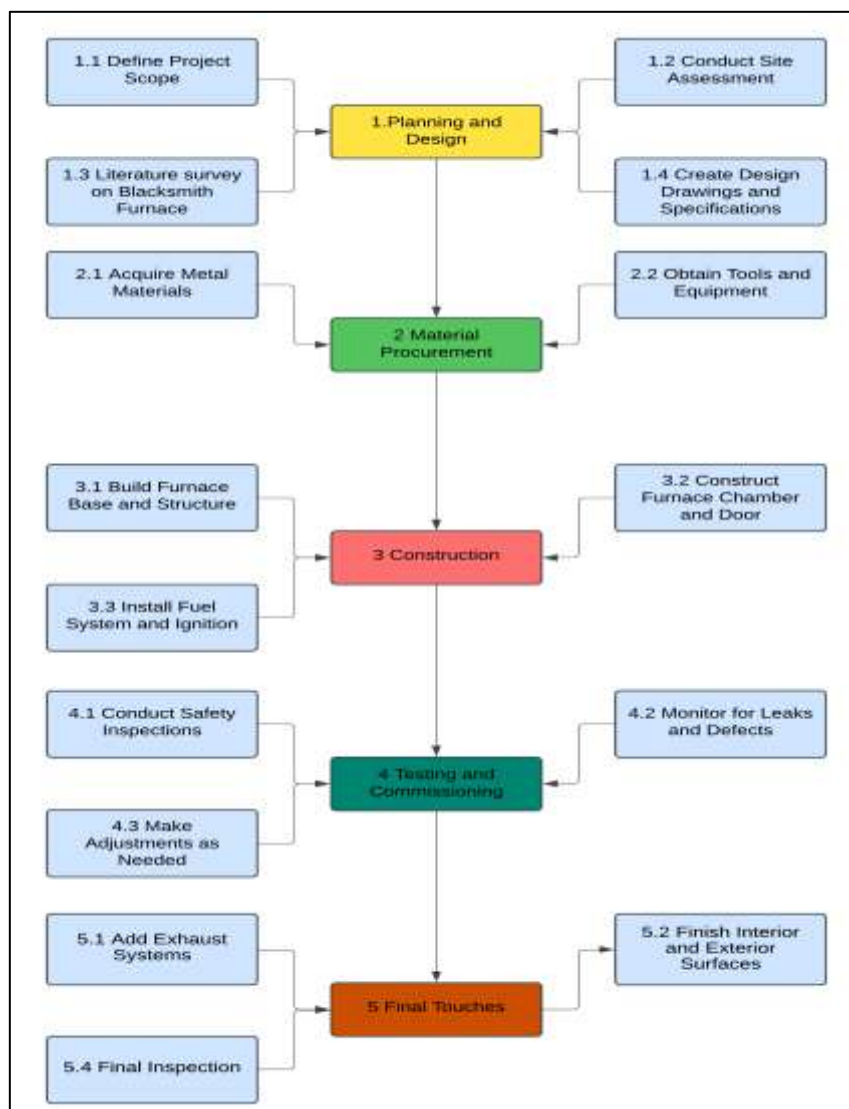 1.1 Define Project
Scope
1.2 Conduct Site
Assessment
1.Planning and
Design
1.3 Literature survey
on Blacksmith
Furnace
1.4 Create Design
Drawings and
Specifications
2.1 Acquire Metal
Materials
2.2 Obtain Tools and
Equipment
2 Material
Procurement
3.1 Build Furnace
Base and Structure
3.2 Construct
Furnace Chamber
and Door
3 Construction
3.3 Install Fuel
System and Ignition
4.1 Conduct Safety
Inspections
4.2 Monitor for Leaks
and Defects
4 Testing and
Commissioning
4.3 Make
Adjustments as
Needed
5.1 Add Exhaust
Systems
5.2 Finish Interior
and Exterior
Surfaces
5 Final Touches
5.4 Final Inspection